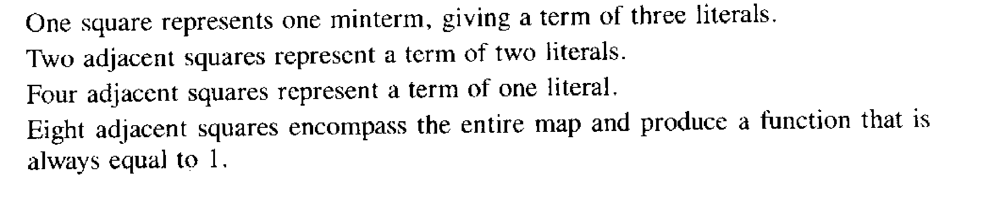 One square represents one minterm, giving a term of three literals.
Two adjacent squares represent a term of two literals.
Four adjacent squares represent a term of one literal.
Eight adjacent squares encompass the entire map and produce a function that is
always equal to 1.